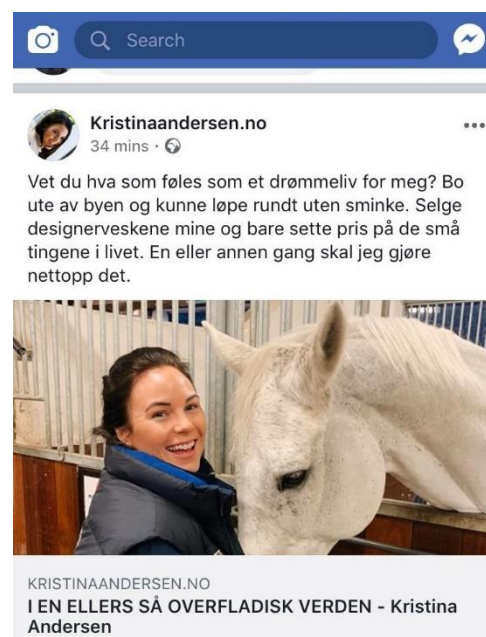 Search
Kristinaandersen.no
34 mins ·
Vet du hva som føles som et drømmeliv for meg? Bo
ute av byen og kunne løpe rundt uten sminke. Selge
designerveskene mine og bare sette pris på de små
tingene i livet. En eller annen gang skal jeg gjøre
nettopp det.
KRISTINAANDERSEN.NO
I EN ELLERS SÅ OVERFLADISK VERDEN - Kristina
Andersen